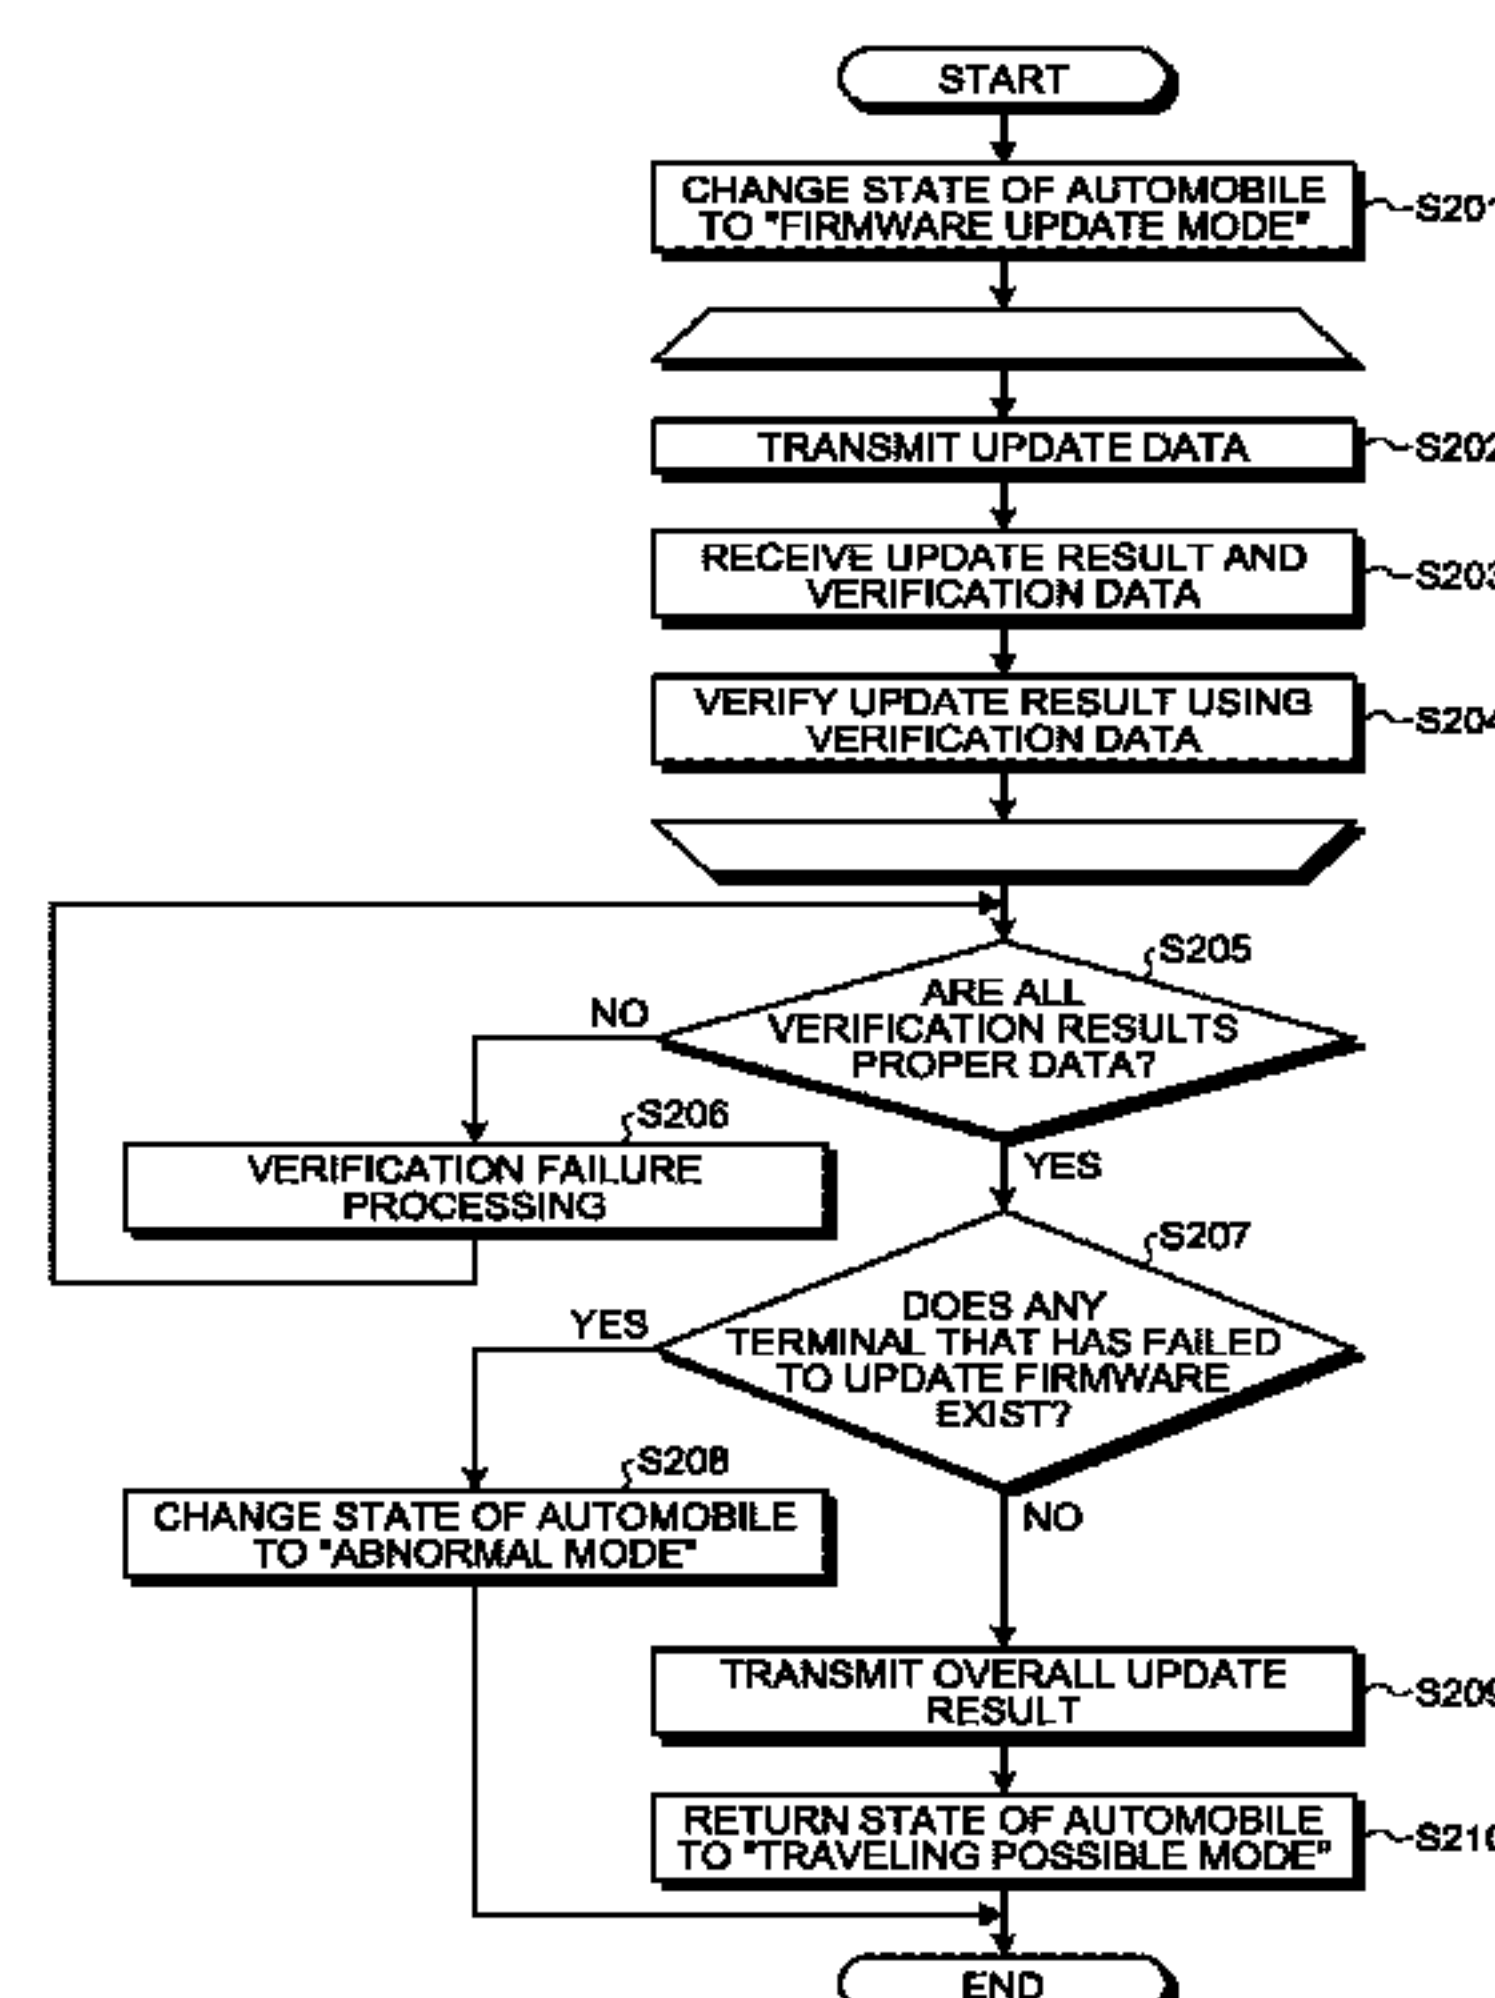 START
CHANGE STATE OF AUTOMOBILE
TO "FIRMWARE UPDATE MODE"
S201
TRANSMIT UPDATE DATA
S202
RECEIVE UPDATE RESULT AND
VERIFICATION DATA
S203
VERIFY UPDATE RESULT USING
VERIFICATION DATA
S204
S205
ARE ALL
VERIFICATION RESULTS
PROPER DATA?
NO
YES
S206
VERIFICATION FAILURE
PROCESSING
S207
DOES ANY
TERMINAL THAT HAS FAILED
TO UPDATE FIRMWARE
EXIST?
YES
NO
S208
CHANGE STATE OF AUTOMOBILE
TO "ABNORMAL MODE"
TRANSMIT OVERALL UPDATE
RESULT
S209
RETURN STATE OF AUTOMOBILE
TO "TRAVELING POSSIBLE MODE"
S210
END